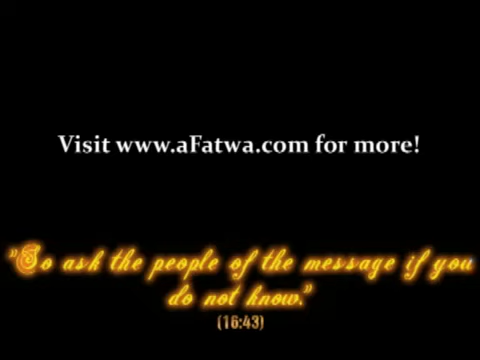 Visit www.aFatwa.com for more!
"So ask the people of the message if you
do not know."
(16:43)